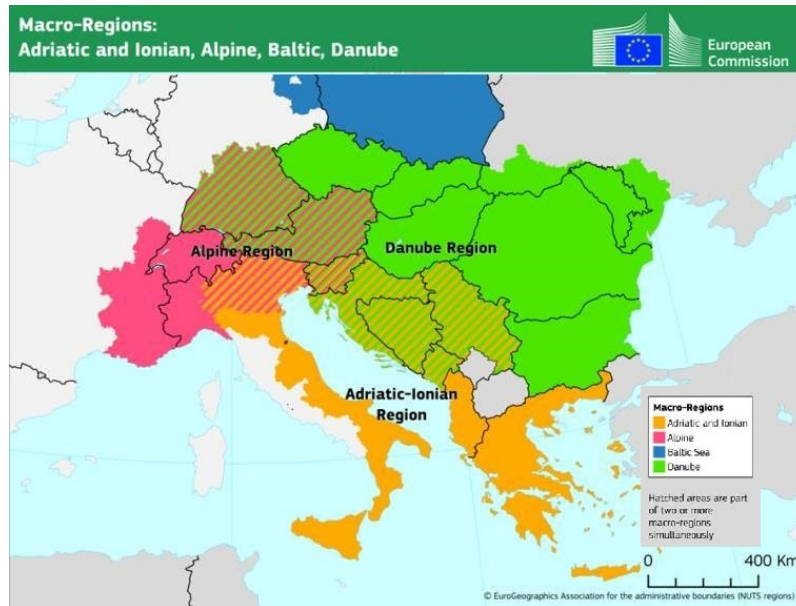 Macro-Regions:
Adriatic and Ionian, Alpine, Baltic, Danube
European
Commission
Alpine Region
Danube Region
Adriatic-Ionian
Region
Macro-Regions
Adriatic and Ionian
Alpine
Baltic Sea
Danube
Hatched areas are part
of two or more
macro-regions
simultaneously
0 400 Km
© EuroGeographics Association for the administrative boundaries (NUTS regions)